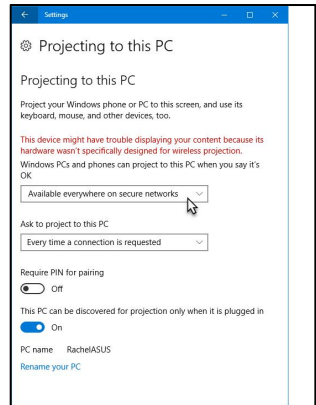 Settings
Projecting to this PC
Projecting to this PC
Project your Windows phone or PC to this screen, and use its
keyboard, mouse, and other devices, too.
This device might have trouble displaying your content because its
hardware wasn't specifically designed for wireless projection.
Windows PCs and phones can project to this PC when you say it's
OK
Available everywhere on secure networks
Ask to project to this PC
Every time a connection is requested
Require PIN for pairing
Off
This PC can be discovered for projection only when it is plugged in
On
PC name RachelASUS
Rename your PC